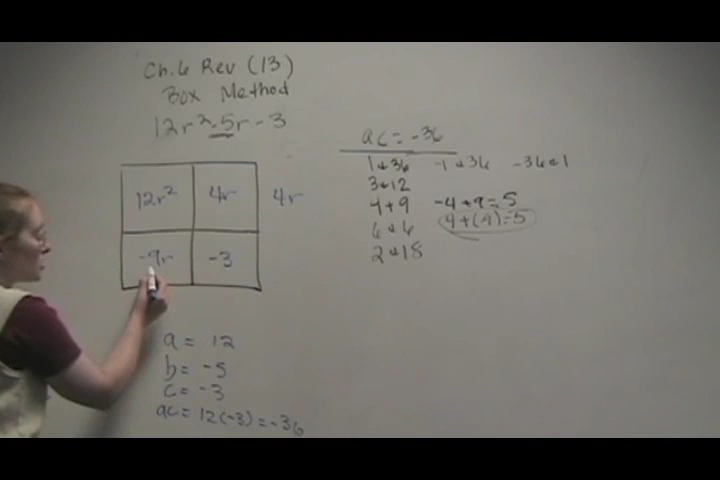 Ch.6 Rev (13)
Box Method
12r² - 5r - 3
12r² 4r 4r
-9r -3
a = 12
b = -5
c = -3
ac = 12(-3) = -36
ac = -36
1 & 36 -1 & 36 -36 & 1
3 & 12
4 + 9 -4 + 9 = 5
6 & 6 4 + (-9) = -5
2 & 18